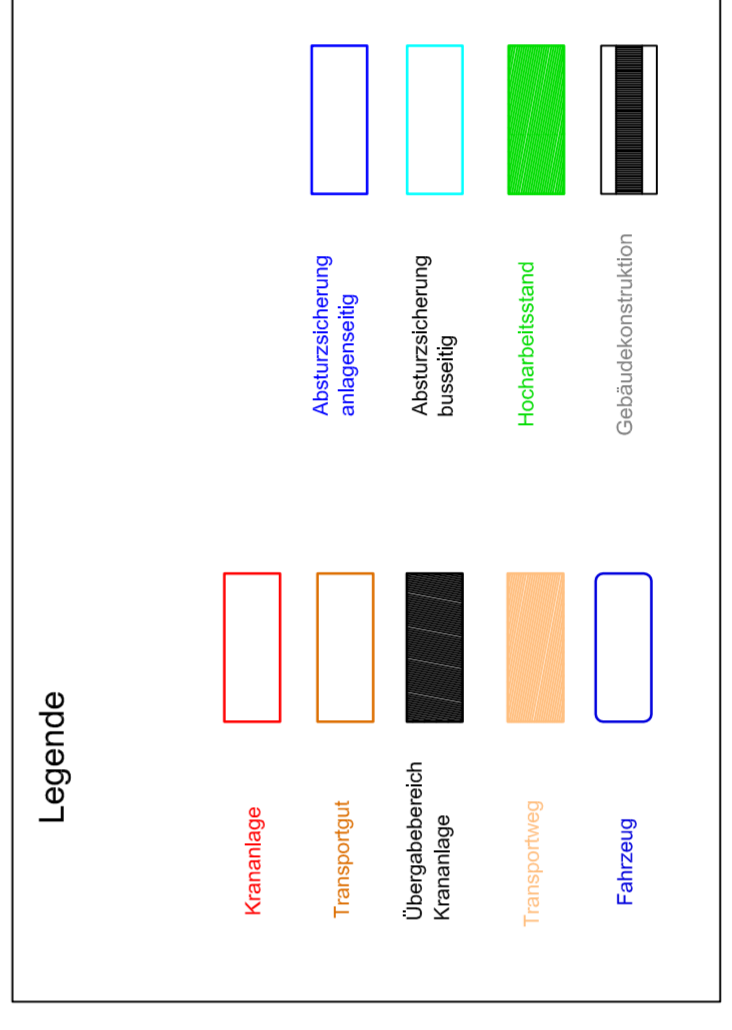 Legende
Krananlage
Transportgut
Übergabebereich
Krananlage
Transportweg
Fahrzeug
Absturzsicherung
anlagenseitig
Absturzsicherung
busseitig
Hocharbeitsstand
Gebäudekonstruktion